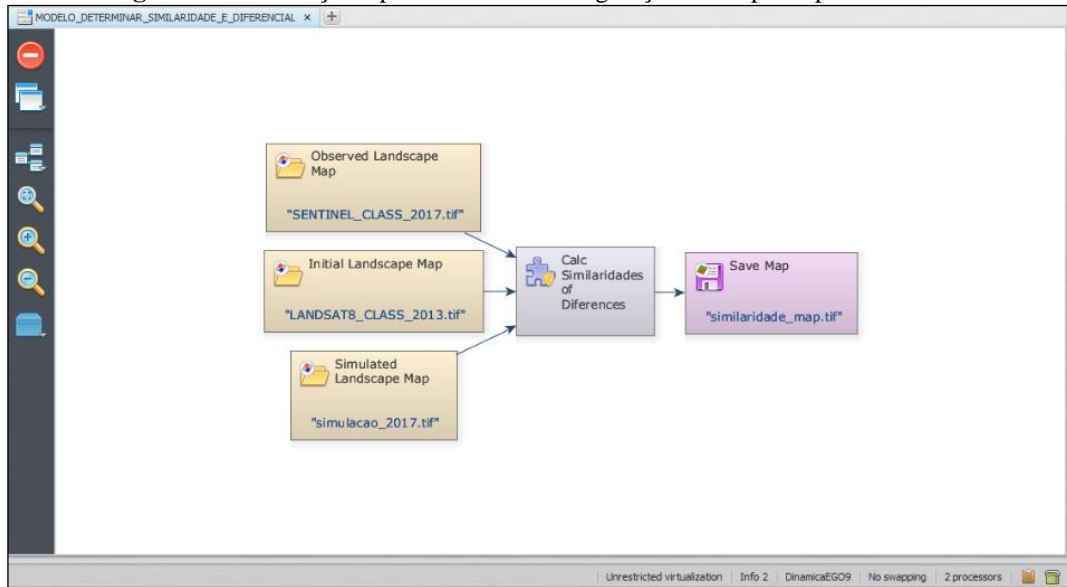 MODELO_DETERMINAR_SIMILARIDADE_E_DIFERENCIAL
Observed Landscape
Map
"SENTINEL_CLASS_2017.tif"
Initial Landscape Map
"LANDSAT8_CLASS_2013.tif"
Simulated
Landscape Map
"simulacao_2017.tif"
Calc
Similaridades
of
Diferences
Save Map
"similaridade_map.tif"
Unrestricted virtualization Info 2 DinamicaEGO9 No swapping 2 processors